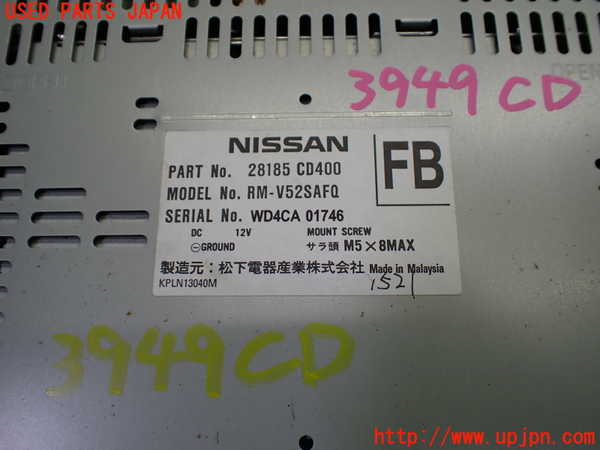 USED PARTS JAPAN
OPEN
3949 CD
NISSAN
FB
PART No. 28185 CD400
MODEL No. RM-V52SAFQ
SERIAL No. WD4CA 01746
DC 12V MOUNT SCREW
⊖GROUND サラ頭 M5×8MAX
製造元：松下電器産業株式会社 Made in Malaysia
KPLN13040M
1521
3949CD
http://www.upjpn.com/